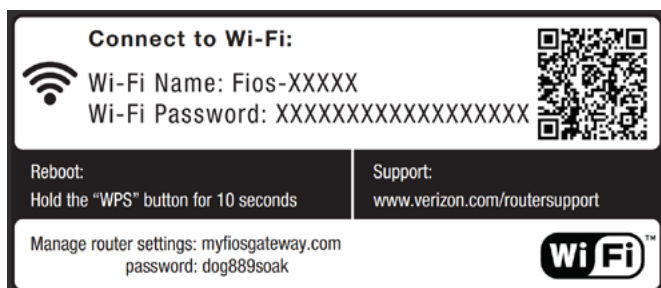 Connect to Wi-Fi:
Wi-Fi Name: Fios-XXXXX
Wi-Fi Password: XXXXXXXXXXXXXXXXXX
Reboot:
Hold the “WPS” button for 10 seconds
Support:
www.verizon.com/routersupport
Manage router settings: myfiosgateway.com
password: dog889soak
Wi Fi™